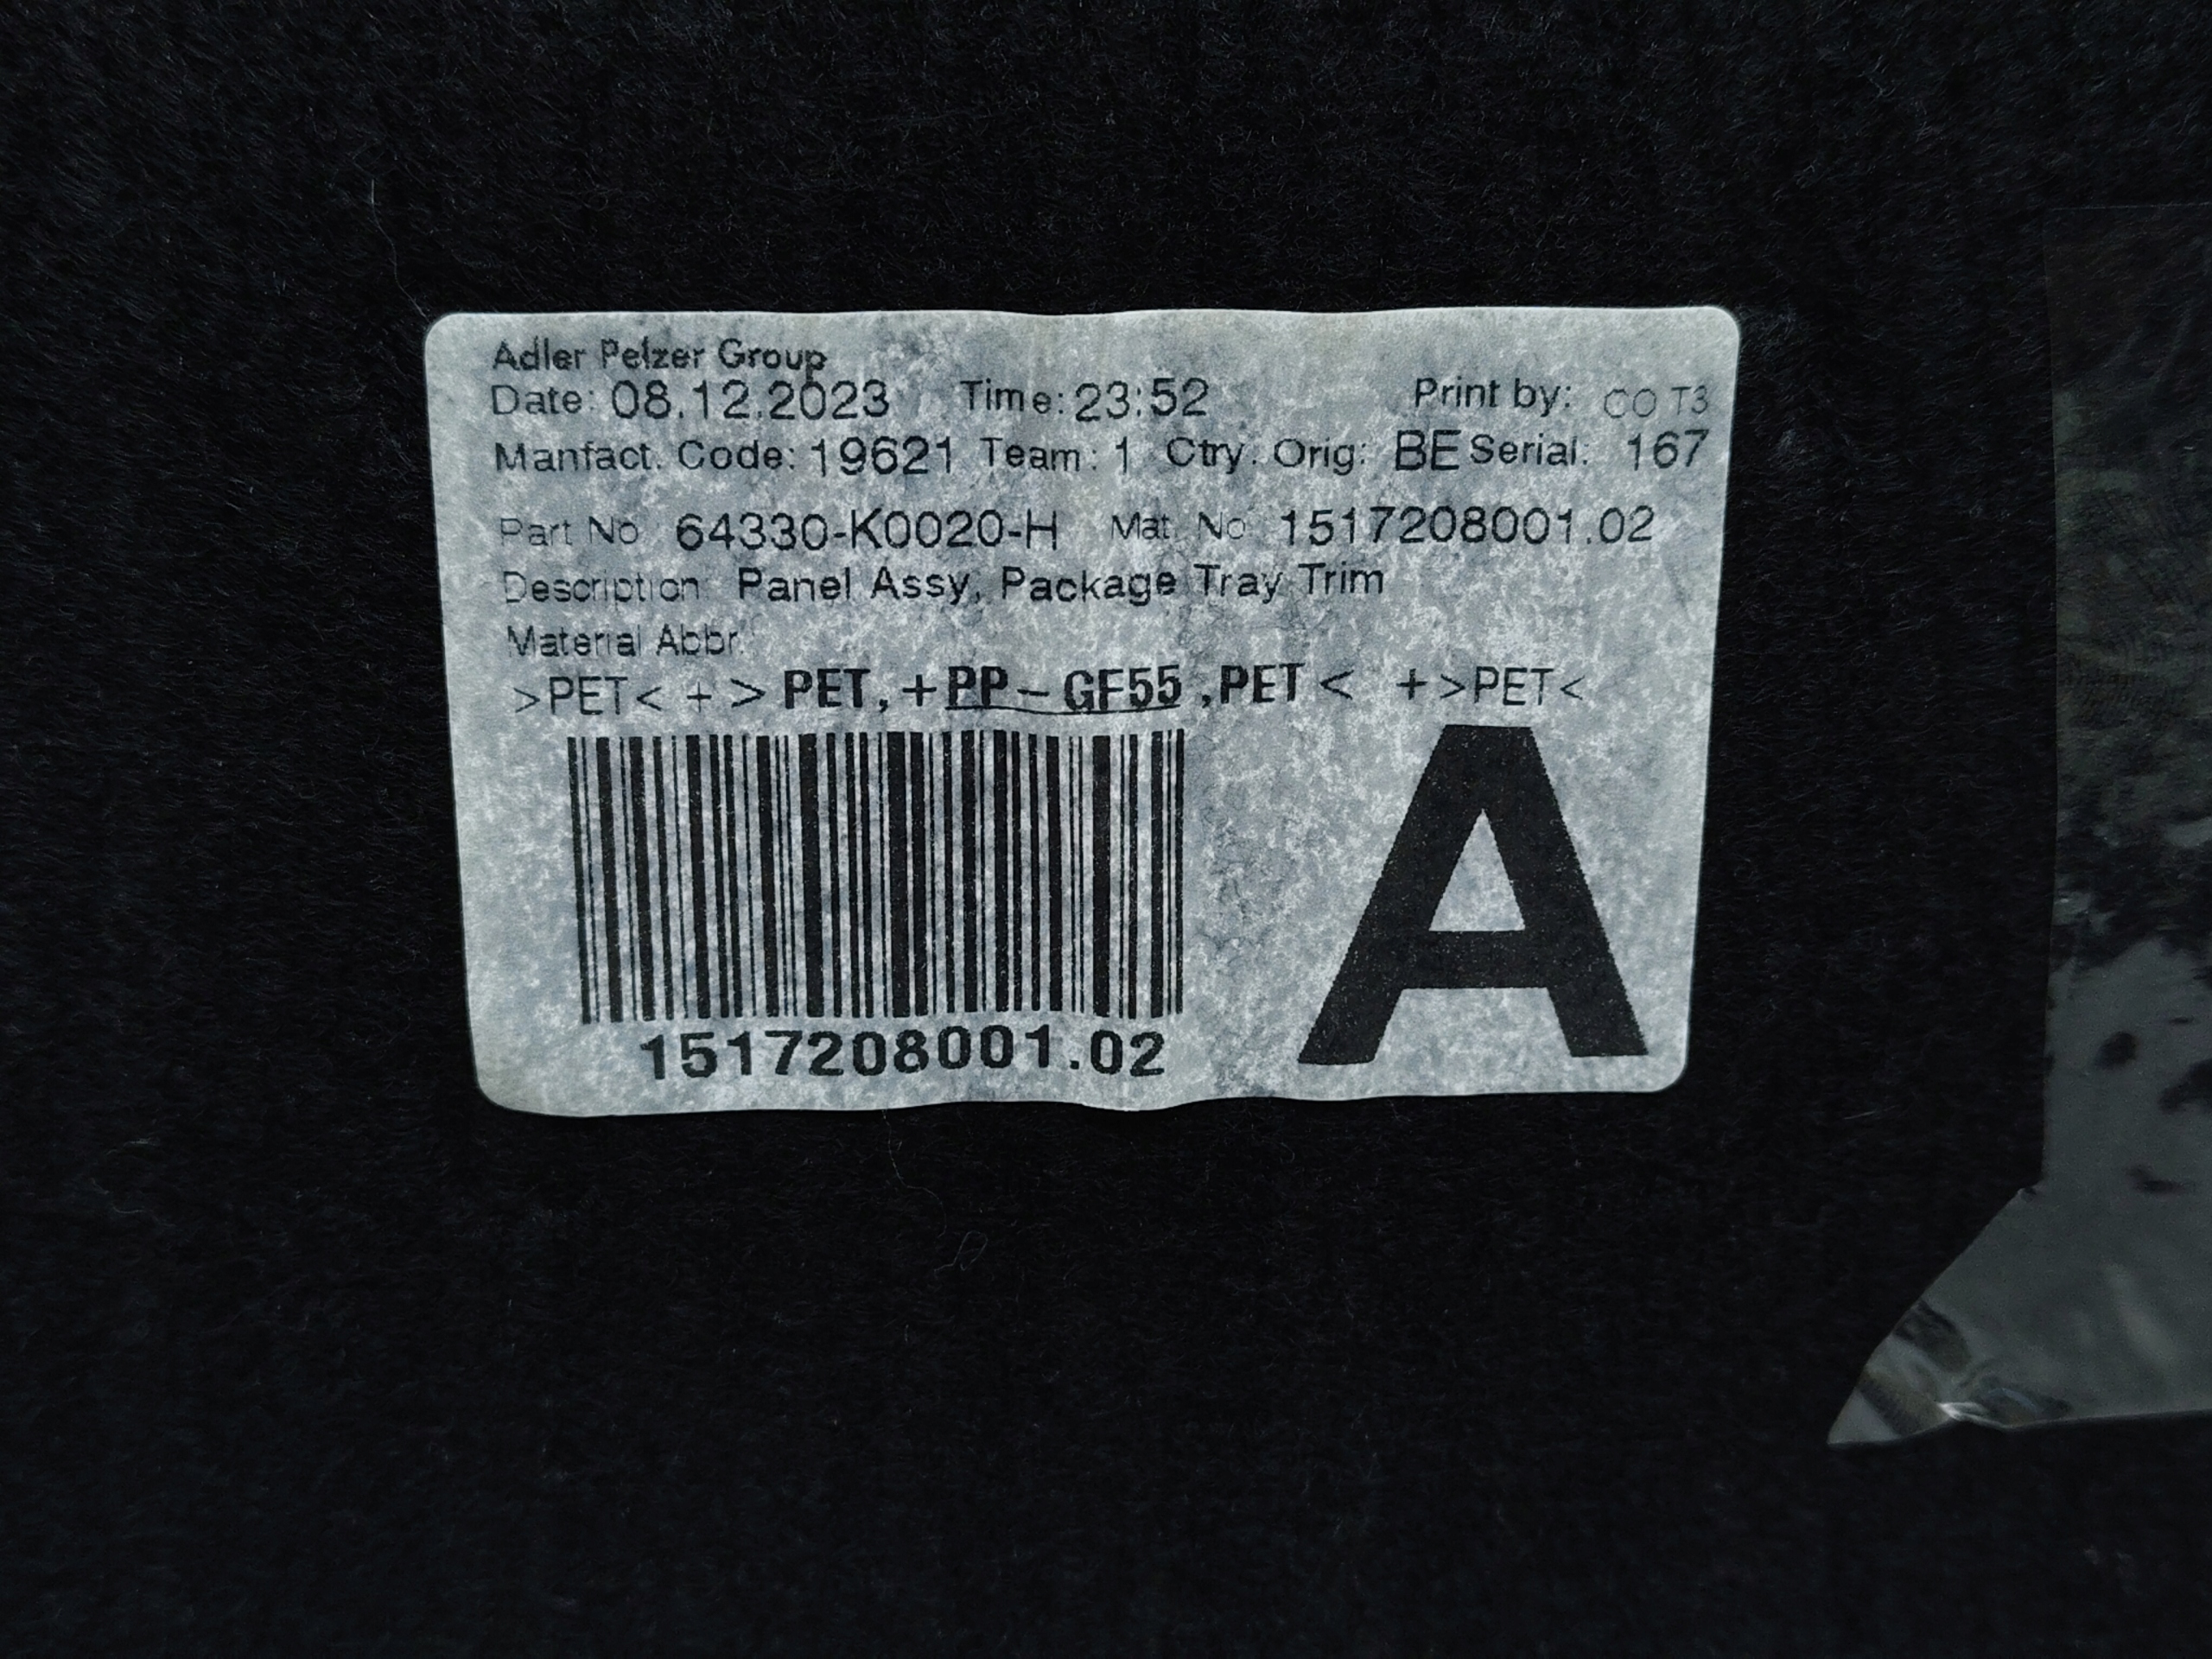 Adler Pelzer Group
Date: 08.12.2023 Time: 23:52 Print by: CO T3
Manfact. Code: 19621 Team: 1 Ctry. Orig: BE Serial: 167
Part No 64330-K0020-H Mat. No 1517208001.02
Description: Panel Assy, Package Tray Trim
Material Abbr.
>PET< + > PET, +PP-GF55 ,PET < +>PET<
A
1517208001.02